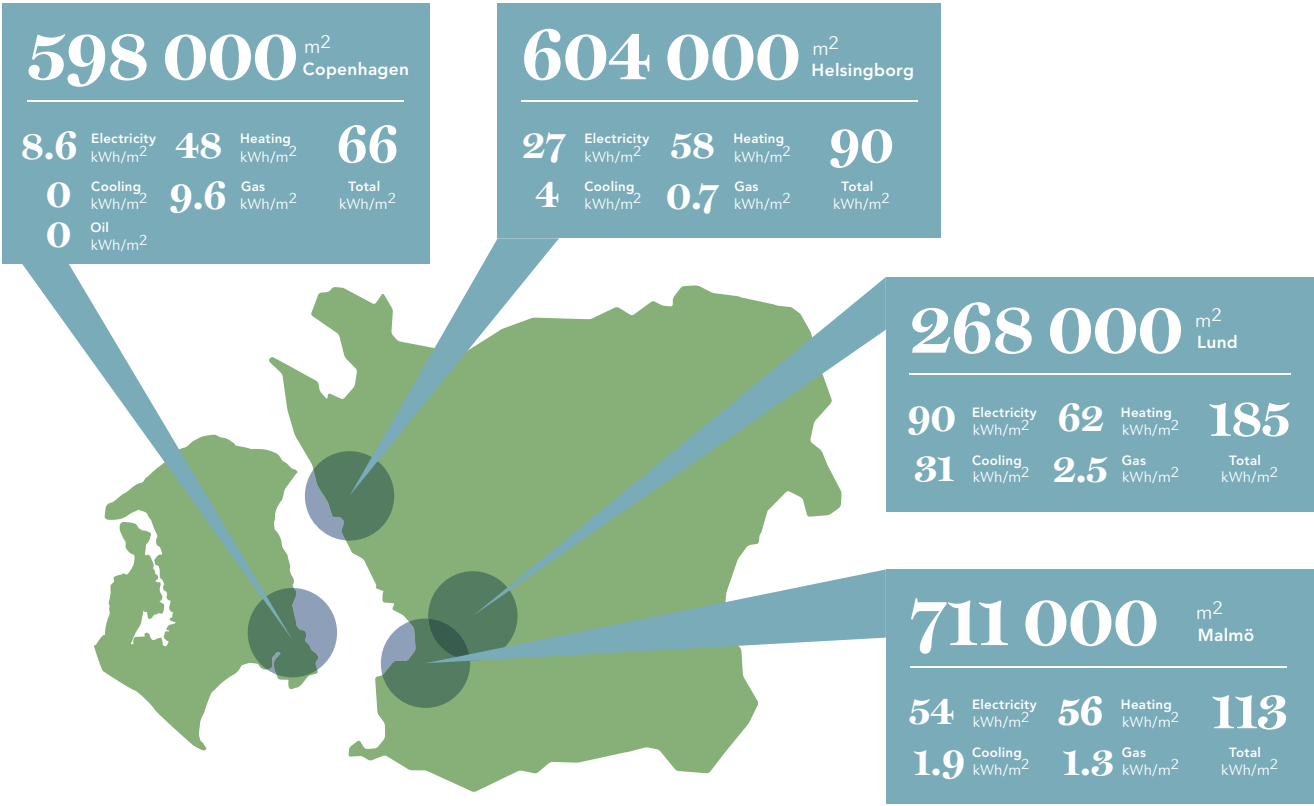 598 000 m2
Copenhagen
8.6 Electricity kWh/m2 48 Heating kWh/m2 66
0 Cooling kWh/m2 9.6 Gas kWh/m2 Total kWh/m2
0 Oil kWh/m2
604 000 m2
Helsingborg
27 Electricity kWh/m2 58 Heating kWh/m2 90
4 Cooling kWh/m2 0.7 Gas kWh/m2 Total kWh/m2
268 000 m2
Lund
90 Electricity kWh/m2 62 Heating kWh/m2 185
31 Cooling kWh/m2 2.5 Gas kWh/m2 Total kWh/m2
711 000 m2
Malmö
54 Electricity kWh/m2 56 Heating kWh/m2 113
1.9 Cooling kWh/m2 1.3 Gas kWh/m2 Total kWh/m2